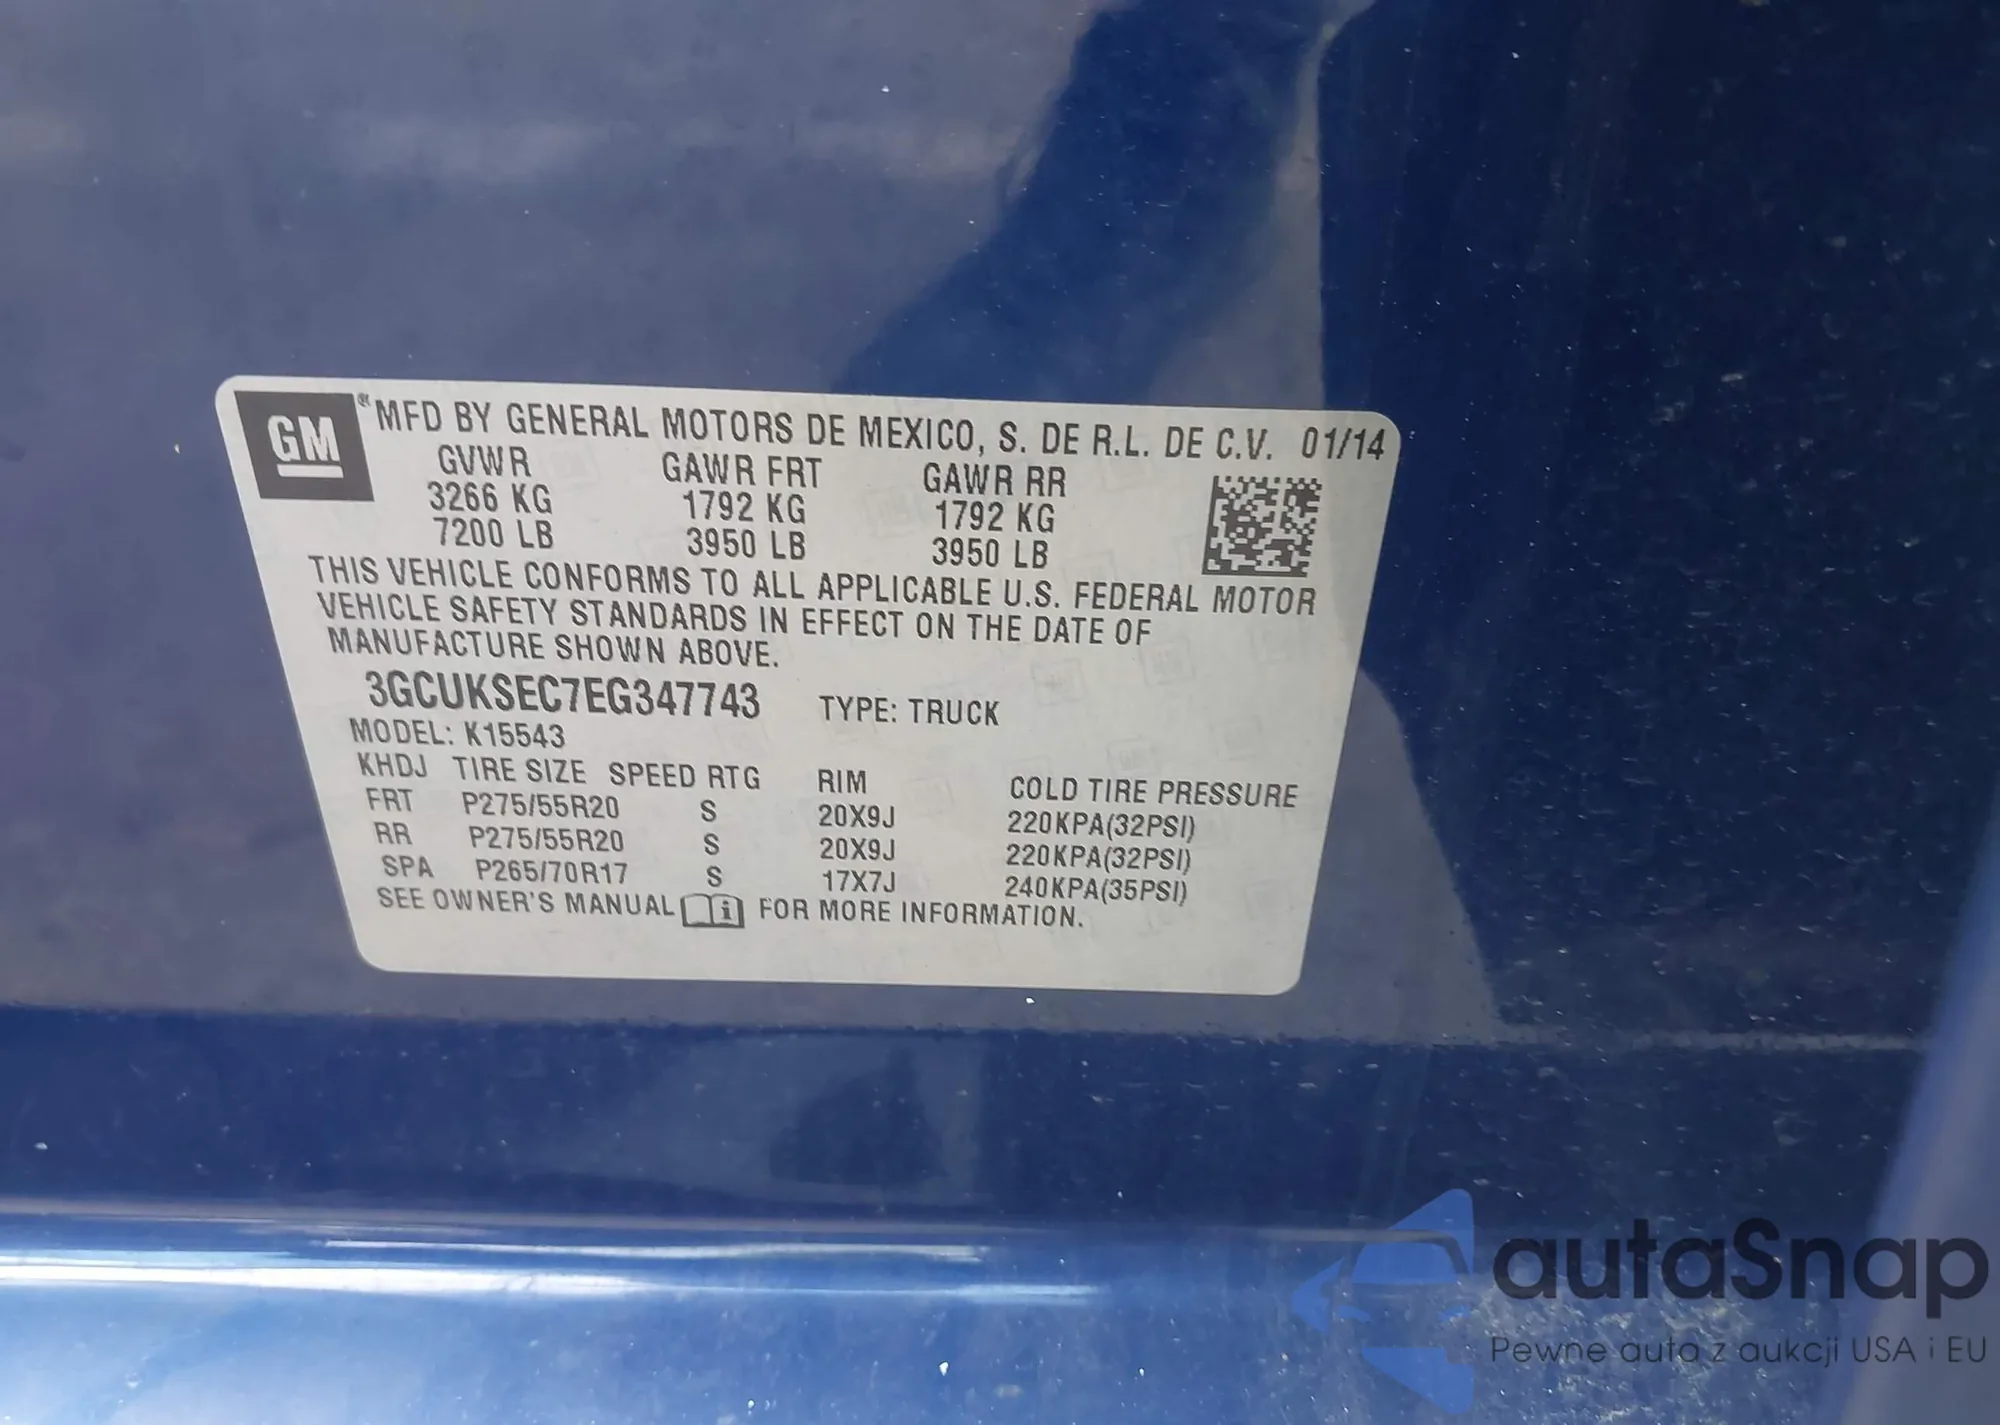 GM ® MFD BY GENERAL MOTORS DE MEXICO, S. DE R.L. DE C.V. 01/14
GVWR GAWR FRT GAWR RR
3266 KG 1792 KG 1792 KG
7200 LB 3950 LB 3950 LB
THIS VEHICLE CONFORMS TO ALL APPLICABLE U.S. FEDERAL MOTOR
VEHICLE SAFETY STANDARDS IN EFFECT ON THE DATE OF
MANUFACTURE SHOWN ABOVE.
3GCUKSEC7EG347743 TYPE: TRUCK
MODEL: K15543
KHDJ TIRE SIZE SPEED RTG RIM COLD TIRE PRESSURE
FRT P275/55R20 S 20X9J 220KPA(32PSI)
RR P275/55R20 S 20X9J 220KPA(32PSI)
SPA P265/70R17 S 17X7J 240KPA(35PSI)
SEE OWNER'S MANUAL i FOR MORE INFORMATION.
autaSnap
Pewne auta z aukcji USA i EU